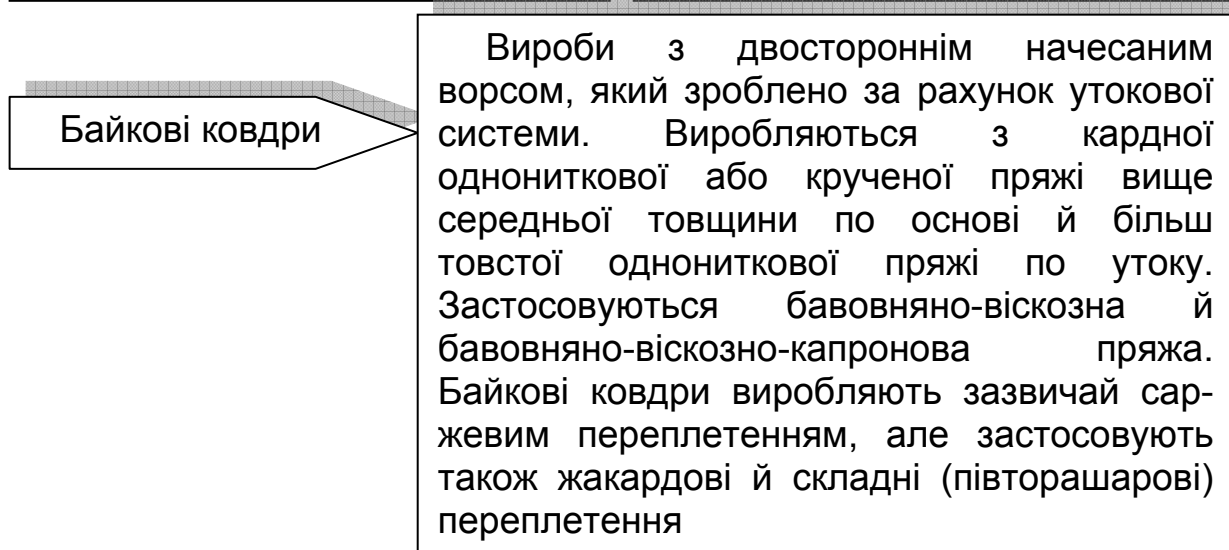 Байкові ковдри
Вироби з двостороннім начесаним
ворсом, який зроблено за рахунок утокової
системи. Виробляються з кардної
однониткової або крученої пряжі вище
середньої товщини по основі й більш
товстої однониткової пряжі по утоку.
Застосовуються бавовняно-віскозна й
бавовняно-віскозно-капронова пряжа.
Байкові ковдри виробляють зазвичай сар-
жевим переплетенням, але застосовують
також жакардові й складні (півторашарові)
переплетення